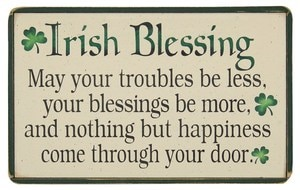 Irish Blessing
May your troubles be less,
your blessings be more,
and nothing but happiness
come through your door.